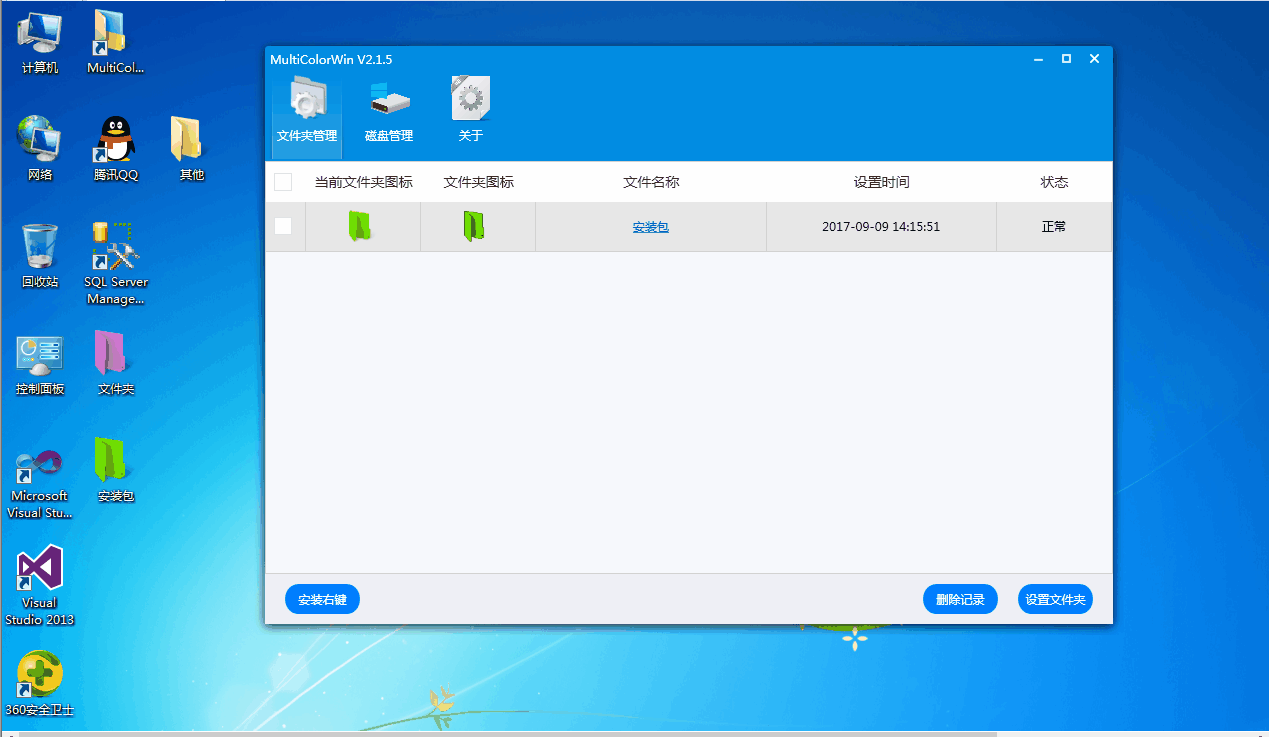 计算机
MultiCol...
网络
腾讯QQ
其他
回收站
SQL Server
Manage...
控制面板
文件夹
Microsoft
Visual Stu...
安装包
Visual
Studio 2013
360安全卫士
MultiColorWin V2.1.5
文件夹管理
磁盘管理
关于
当前文件夹图标 文件夹图标 文件名称 设置时间 状态
安装包 2017-09-09 14:15:51 正常
安装右键
删除记录
设置文件夹